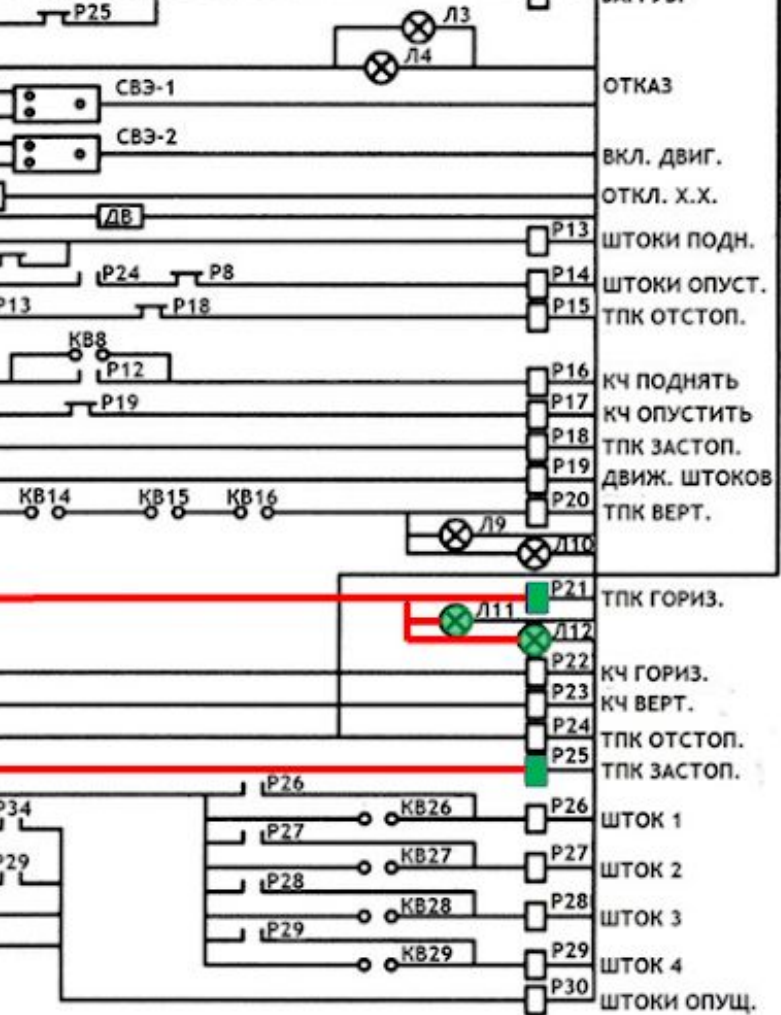 Р25
Л3
Л4
ОТКАЗ
СВЭ-1
СВЭ-2
ВКЛ. ДВИГ.
ОТКЛ. Х.Х.
ДВ
Р13 ШТОКИ ПОДН.
Р24 Р8 Р14 ШТОКИ ОПУСТ.
Р13 Р18 Р15 ТПК ОТСТОП.
КВ8
Р12 Р16 КЧ ПОДНЯТЬ
Р19 Р17 КЧ ОПУСТИТЬ
Р18 ТПК ЗАСТОП.
Р19 ДВИЖ. ШТОКОВ
КВ14 КВ15 КВ16 Р20 ТПК ВЕРТ.
Л9
Л10
Р21 ТПК ГОРИЗ.
Л11
Л12
Р22 КЧ ГОРИЗ.
Р23 КЧ ВЕРТ.
Р24 ТПК ОТСТОП.
Р25 ТПК ЗАСТОП.
Р26
Р34 КВ26 Р26 ШТОК 1
Р27
Р29 КВ27 Р27 ШТОК 2
Р28
КВ28 Р28 ШТОК 3
Р29
КВ29 Р29 ШТОК 4
Р30 ШТОКИ ОПУЩ.